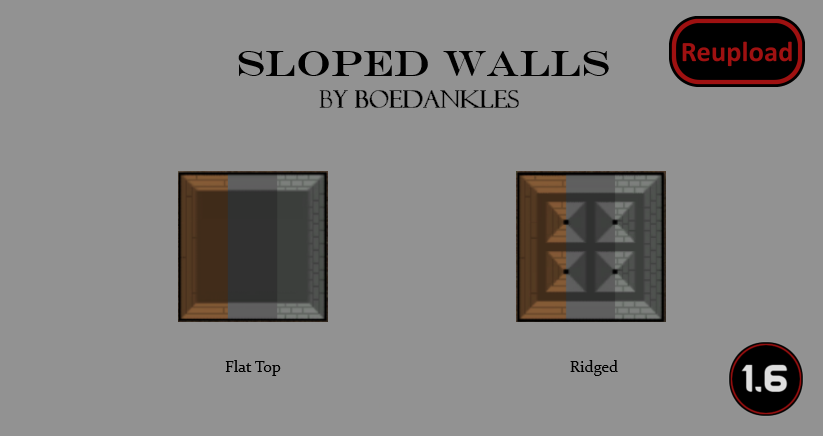 Reupload
SLOPED WALLS
BY BOEDANKLES
Flat Top
Ridged
1.6